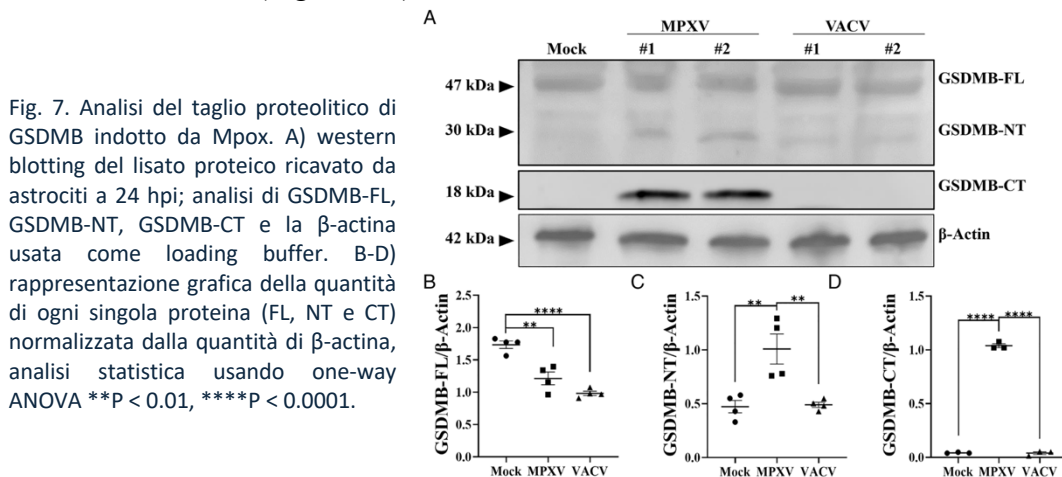 A
MPXV VACV
Mock #1 #2 #1 #2
47 kDa GSDMB-FL
30 kDa GSDMB-NT
18 kDa GSDMB-CT
42 kDa β-Actin
Fig. 7. Analisi del taglio proteolitico di
GSDMB indotto da Mpox. A) western
blotting del lisato proteico ricavato da
astrociti a 24 hpi; analisi di GSDMB-FL,
GSDMB-NT, GSDMB-CT e la β-actina
usata come loading buffer. B-D)
rappresentazione grafica della quantità
di ogni singola proteina (FL, NT e CT)
normalizzata dalla quantità di β-actina,
analisi statistica usando one-way
ANOVA **P < 0.01, ****P < 0.0001.
B
GSDMB-FL/β-Actin
2.5
2.0
1.5
1.0
0.5
0.0
****
**
Mock MPXV VACV
C
GSDMB-NT/β-Actin
1.5
1.0
0.5
0.0
** **
Mock MPXV VACV
D
GSDMB-CT/β-Actin
1.5
1.0
0.5
0.0
**** ****
Mock MPXV VACV